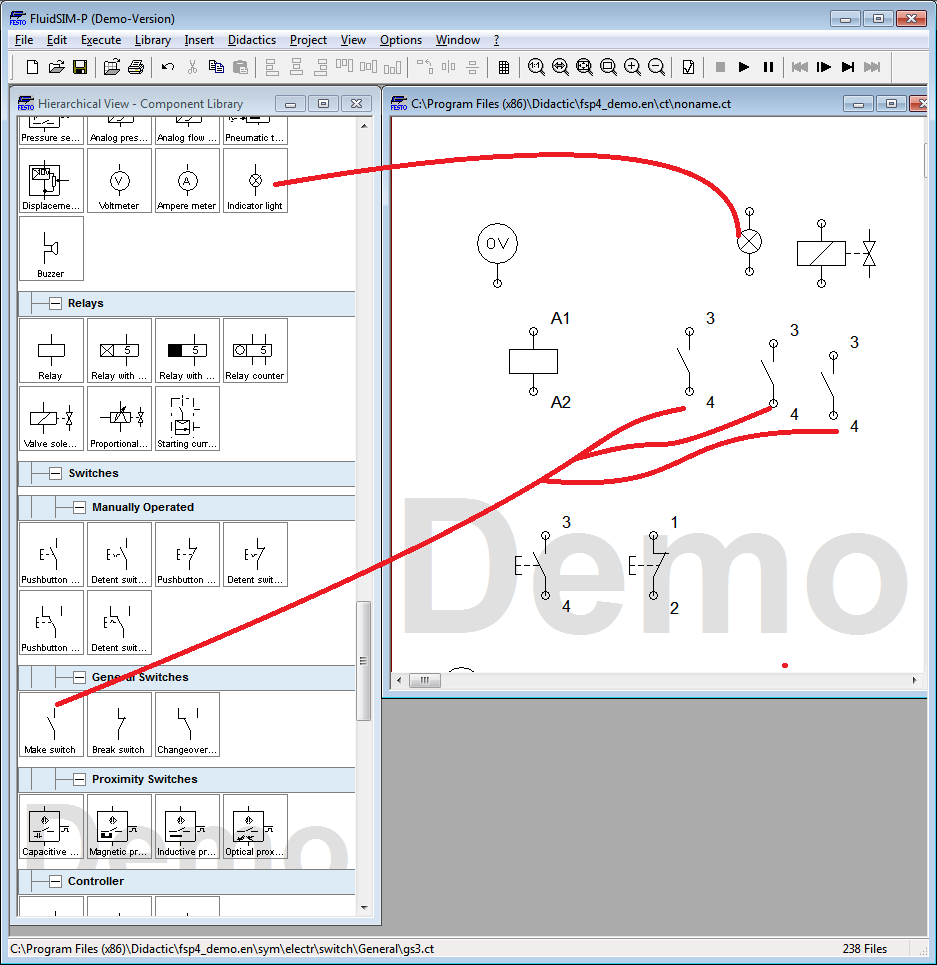 FluidSIM-P (Demo-Version)
File Edit Execute Library Insert Didactics Project View Options Window ?
Hierarchical View - Component Library
Pressure se... Analog pres... Analog flow ... Pneumatic t...
Displaceme... Voltmeter Ampere meter Indicator light
Buzzer
Relays
5 5 5
Relay Relay with ... Relay with ... Relay counter
Valve sole... Proportional... Starting curr...
Switches
Manually Operated
Pushbutton ... Detent swit... Pushbutton ... Detent swit...
Pushbutton ... Detent swit...
General Switches
Make switch Break switch Changeover...
Proximity Switches
Capacitive ... Magnetic pr... Inductive pr... Optical prox...
Controller
Demo
C:\Program Files (x86)\Didactic\fsp4_demo.en\ct\noname.ct
0V
A1 3 3 3
A2 4 4 4
3 1
4 2
Demo
C:\Program Files (x86)\Didactic\fsp4_demo.en\sym\electr\switch\General\gs3.ct
238 Files